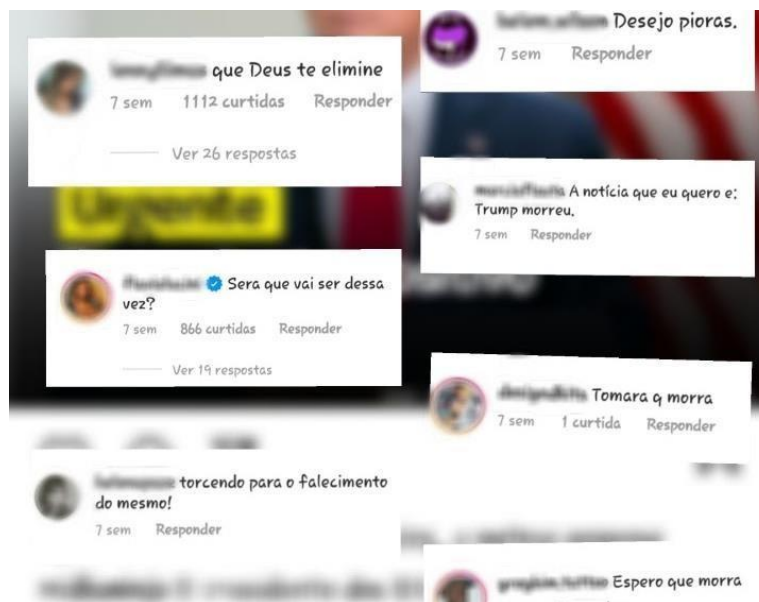 que Deus te elimine
7 sem 1112 curtidas Responder
Ver 26 respostas
Urgente
Sera que vai ser dessa
vez?
7 sem 866 curtidas Responder
Ver 19 respostas
torcendo para o falecimento
do mesmo!
7 sem Responder
Desejo pioras.
7 sem Responder
A notícia que eu quero e:
Trump morreu.
7 sem Responder
Tomara q morra
7 sem 1 curtida Responder
Espero que morra